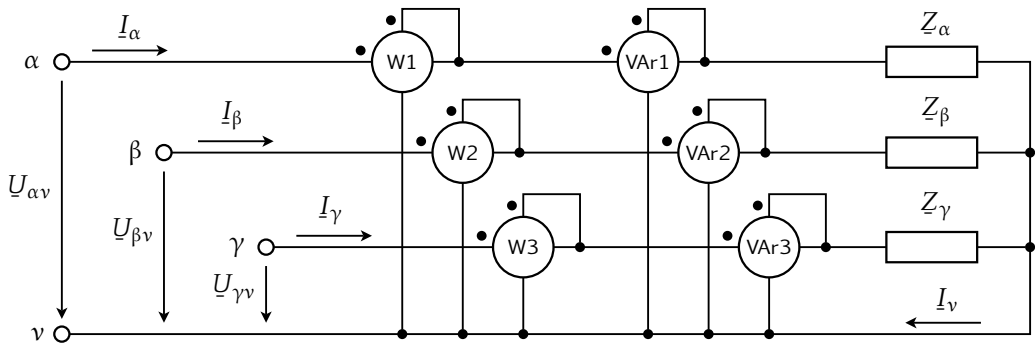 I_α
W1
VAr1
Z_α
α
I_β
W2
VAr2
Z_β
β
U_αν
I_γ
W3
VAr3
Z_γ
U_βν
γ
U_γν
I_ν
ν